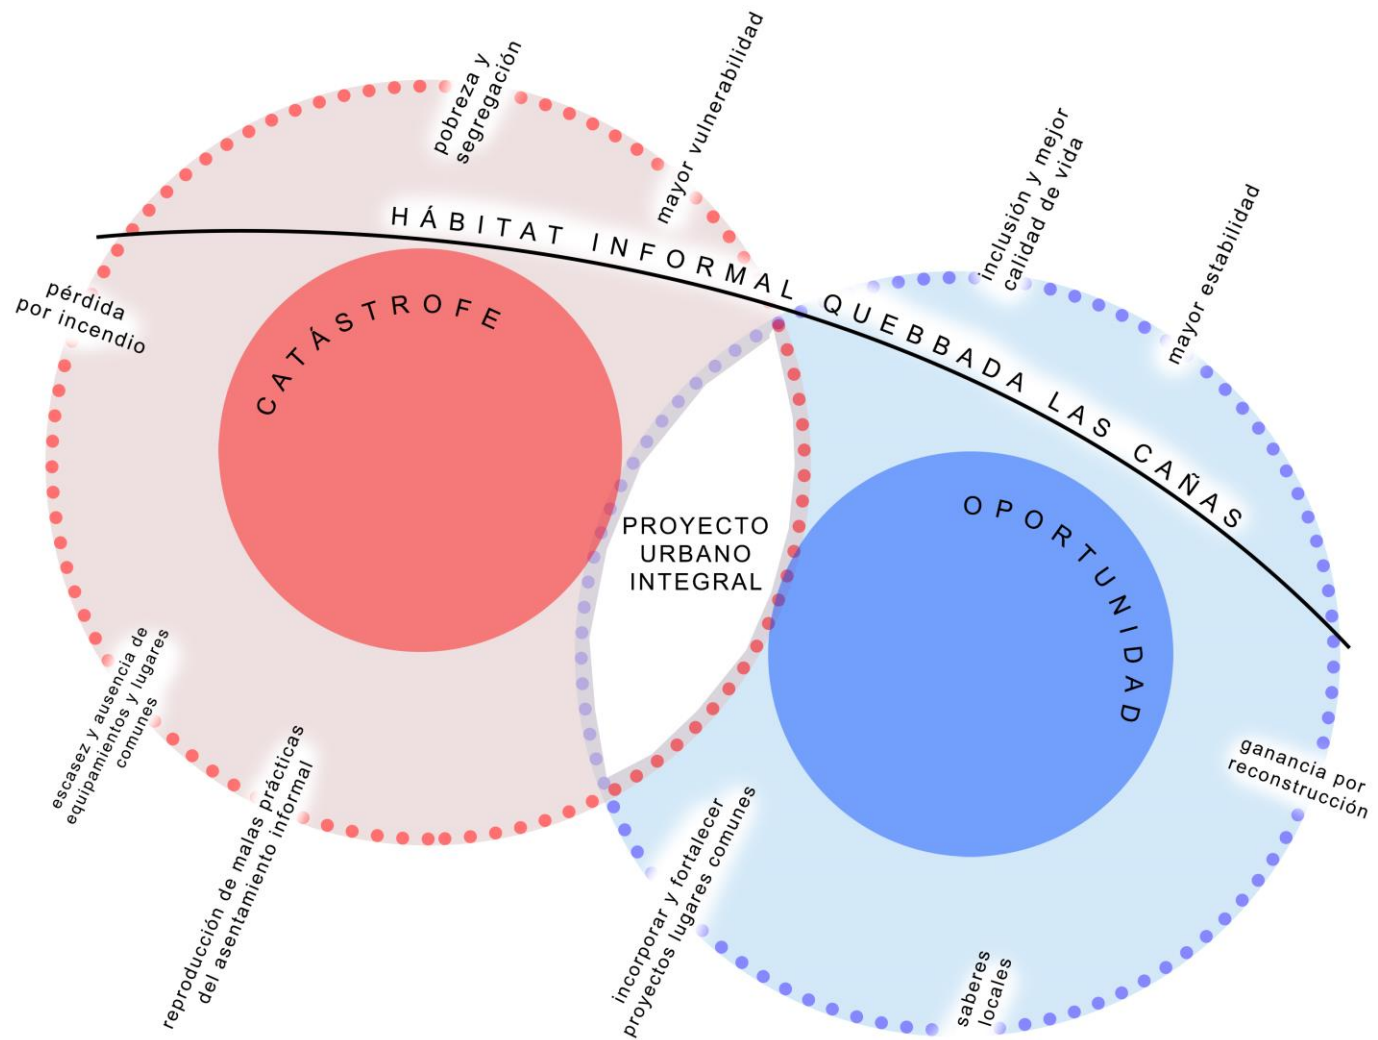 pobreza y
segregación
mayor vulnerabilidad
inclusión y mejor
calidad de vida
mayor estabilidad
HÁBITAT INFORMAL QUEBBADA LAS CAÑAS
pérdida
por incendio
CATÁSTROFE
PROYECTO
URBANO
INTEGRAL
OPORTUNIDAD
escasez y ausencia de
equipamientos y lugares
comunes
reproducción de malas prácticas
del asentamiento informal
incorporar y fortalecer
proyectos lugares comunes
ganancia por
reconstrucción
saberes
locales